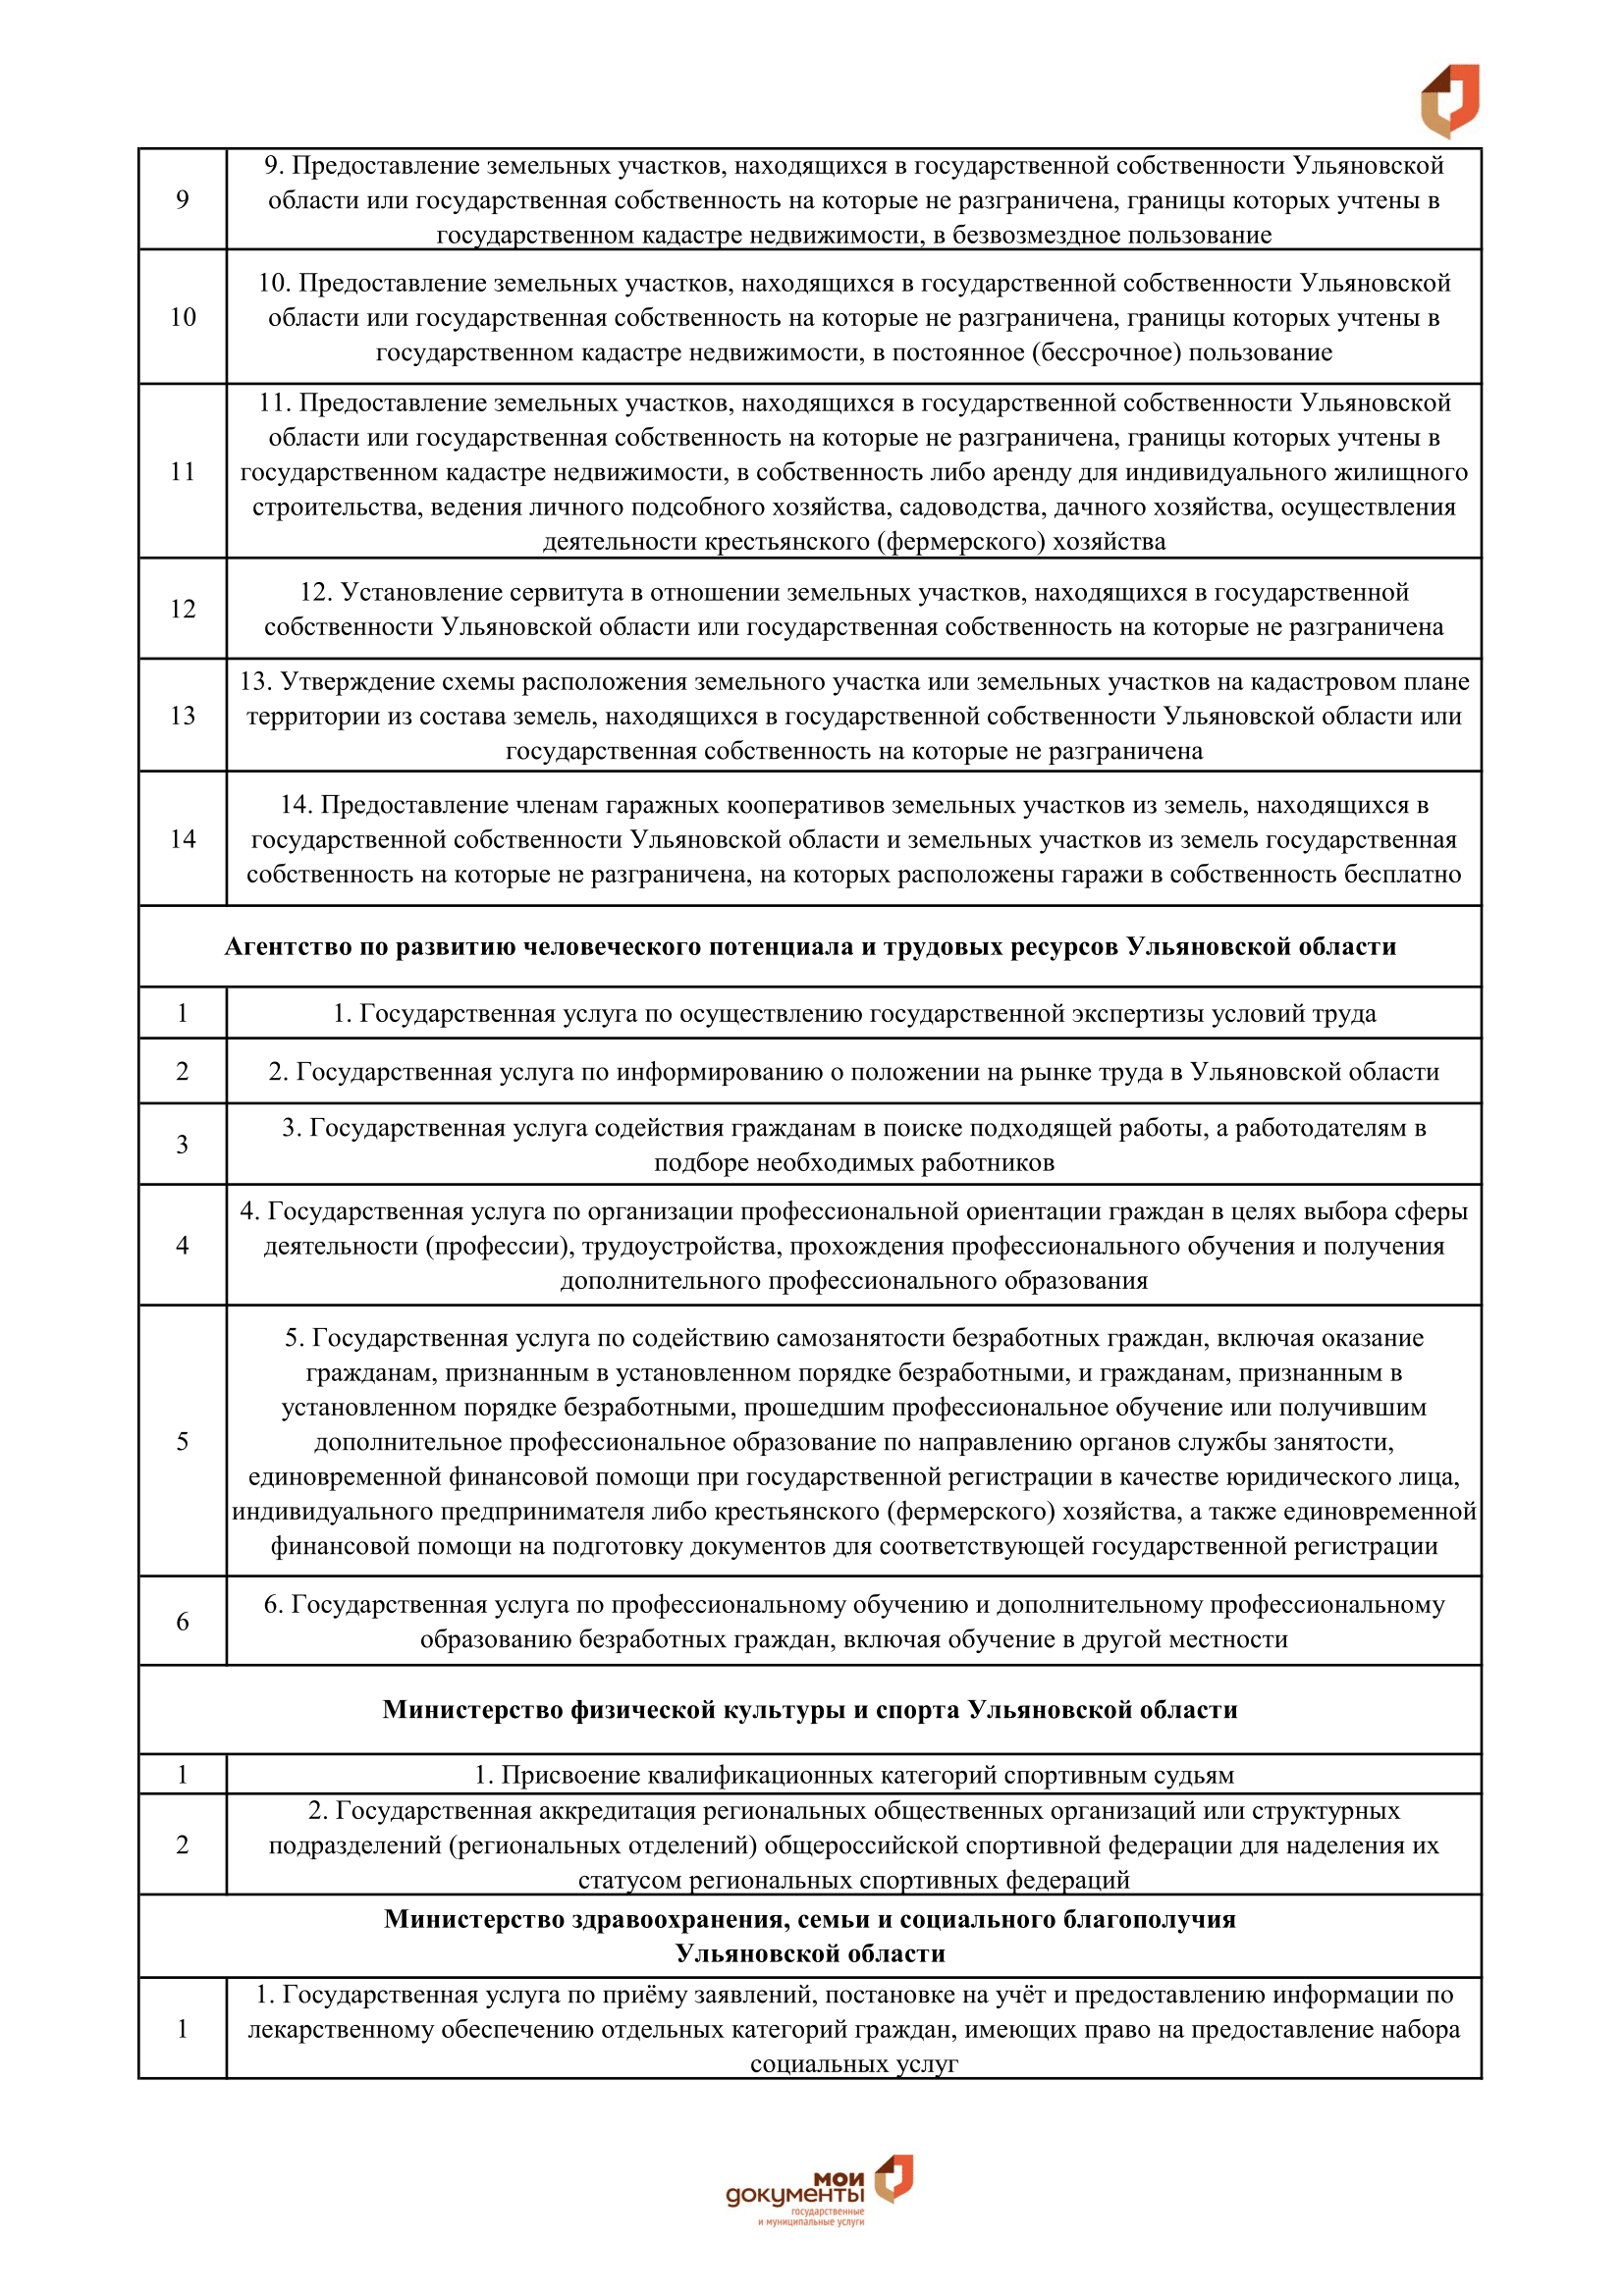 9
9. Предоставление земельных участков, находящихся в государственной собственности Ульяновской
области или государственная собственность на которые не разграничена, границы которых учтены в
государственном кадастре недвижимости, в безвозмездное пользование
10
10. Предоставление земельных участков, находящихся в государственной собственности Ульяновской
области или государственная собственность на которые не разграничена, границы которых учтены в
государственном кадастре недвижимости, в постоянное (бессрочное) пользование
11
11. Предоставление земельных участков, находящихся в государственной собственности Ульяновской
области или государственная собственность на которые не разграничена, границы которых учтены в
государственном кадастре недвижимости, в собственность либо аренду для индивидуального жилищного
строительства, ведения личного подсобного хозяйства, садоводства, дачного хозяйства, осуществления
деятельности крестьянского (фермерского) хозяйства
12
12. Установление сервитута в отношении земельных участков, находящихся в государственной
собственности Ульяновской области или государственная собственность на которые не разграничена
13
13. Утверждение схемы расположения земельного участка или земельных участков на кадастровом плане
территории из состава земель, находящихся в государственной собственности Ульяновской области или
государственная собственность на которые не разграничена
14
14. Предоставление членам гаражных кооперативов земельных участков из земель, находящихся в
государственной собственности Ульяновской области и земельных участков из земель государственная
собственность на которые не разграничена, на которых расположены гаражи в собственность бесплатно
Агентство по развитию человеческого потенциала и трудовых ресурсов Ульяновской области
1
1. Государственная услуга по осуществлению государственной экспертизы условий труда
2
2. Государственная услуга по информированию о положении на рынке труда в Ульяновской области
3
3. Государственная услуга содействия гражданам в поиске подходящей работы, а работодателям в
подборе необходимых работников
4
4. Государственная услуга по организации профессиональной ориентации граждан в целях выбора сферы
деятельности (профессии), трудоустройства, прохождения профессионального обучения и получения
дополнительного профессионального образования
5
5. Государственная услуга по содействию самозанятости безработных граждан, включая оказание
гражданам, признанным в установленном порядке безработными, и гражданам, признанным в
установленном порядке безработными, прошедшим профессиональное обучение или получившим
дополнительное профессиональное образование по направлению органов службы занятости,
единовременной финансовой помощи при государственной регистрации в качестве юридического лица,
индивидуального предпринимателя либо крестьянского (фермерского) хозяйства, а также единовременной
финансовой помощи на подготовку документов для соответствующей государственной регистрации
6
6. Государственная услуга по профессиональному обучению и дополнительному профессиональному
образованию безработных граждан, включая обучение в другой местности
Министерство физической культуры и спорта Ульяновской области
1
1. Присвоение квалификационных категорий спортивным судьям
2
2. Государственная аккредитация региональных общественных организаций или структурных
подразделений (региональных отделений) общероссийской спортивной федерации для наделения их
статусом региональных спортивных федераций
Министерство здравоохранения, семьи и социального благополучия
Ульяновской области
1
1. Государственная услуга по приёму заявлений, постановке на учёт и предоставлению информации по
лекарственному обеспечению отдельных категорий граждан, имеющих право на предоставление набора
социальных услуг
мои
документы
государственные
и муниципальные услуги